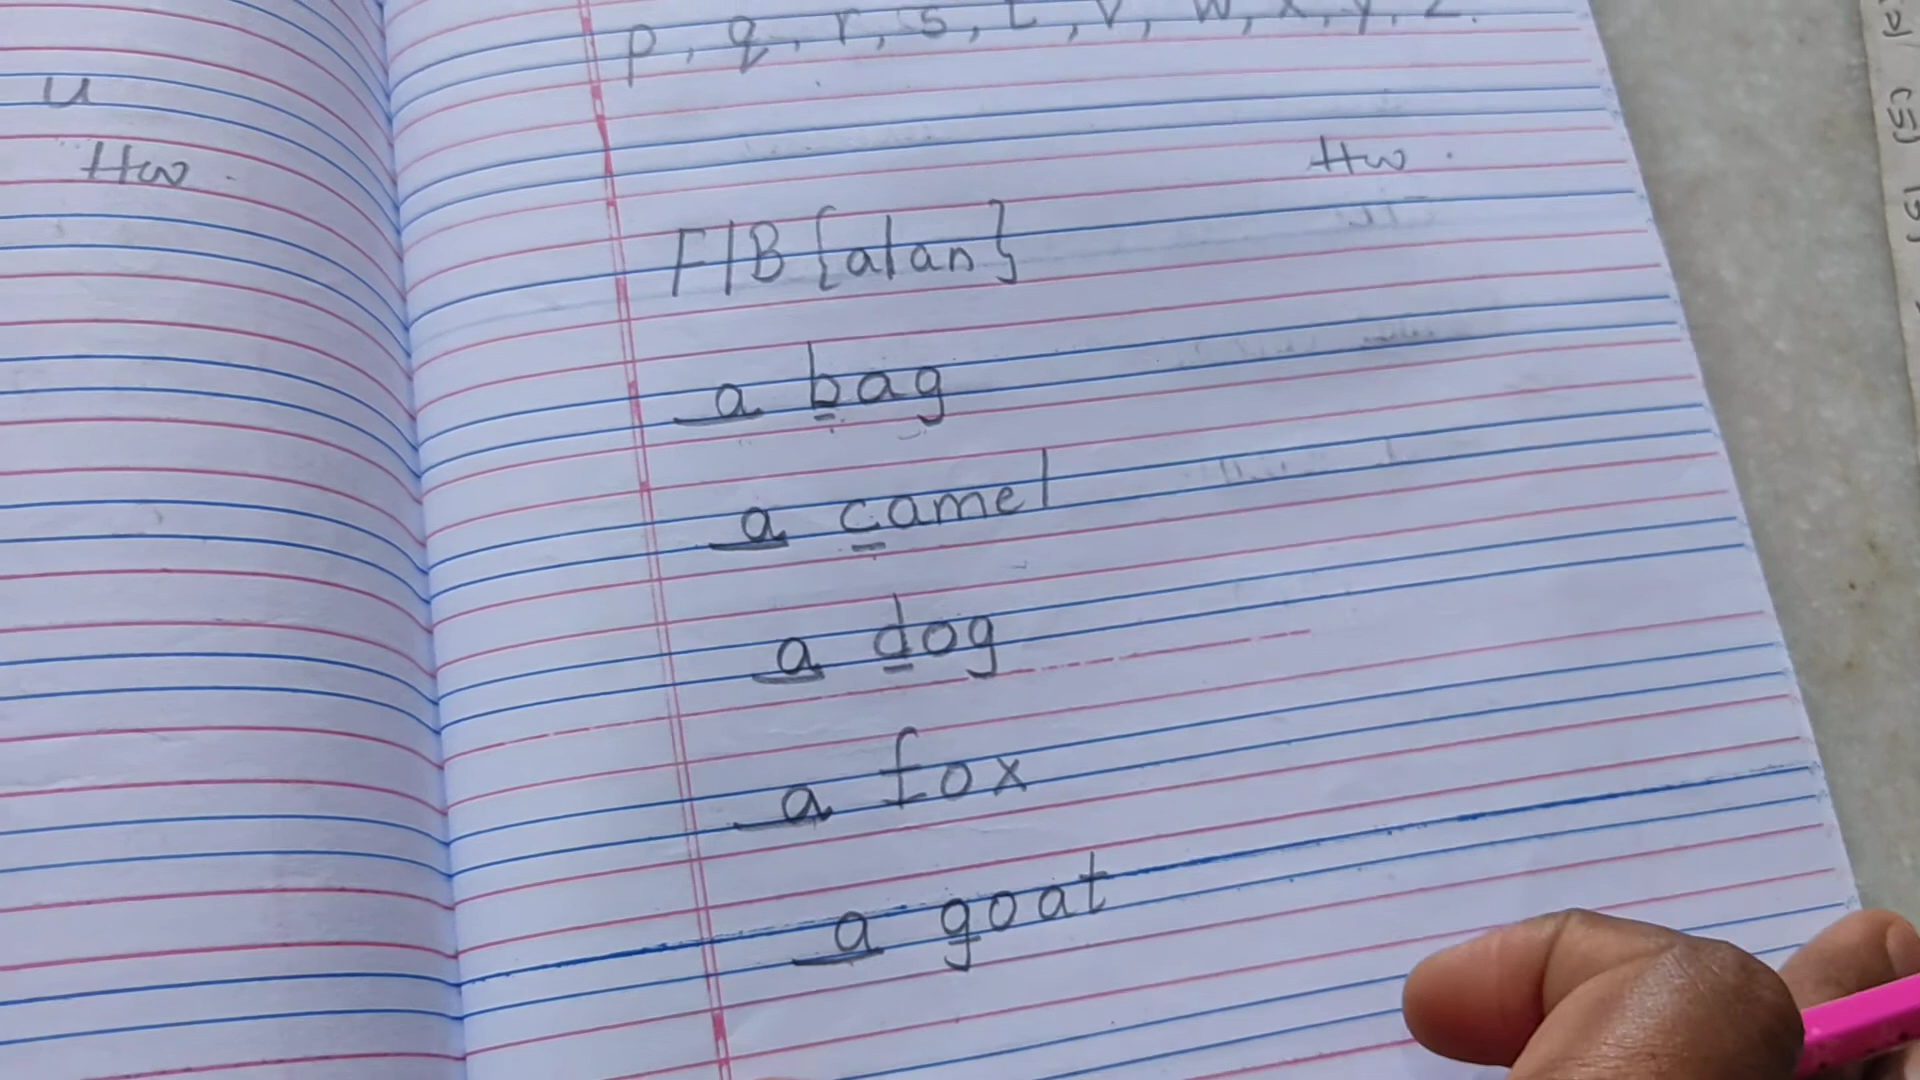 p, q, r, s, t, v, w, x, y, z.
u
Hw.
Hw.
F/B {a/an}
a bag
a camel
a dog
a fox
a goat